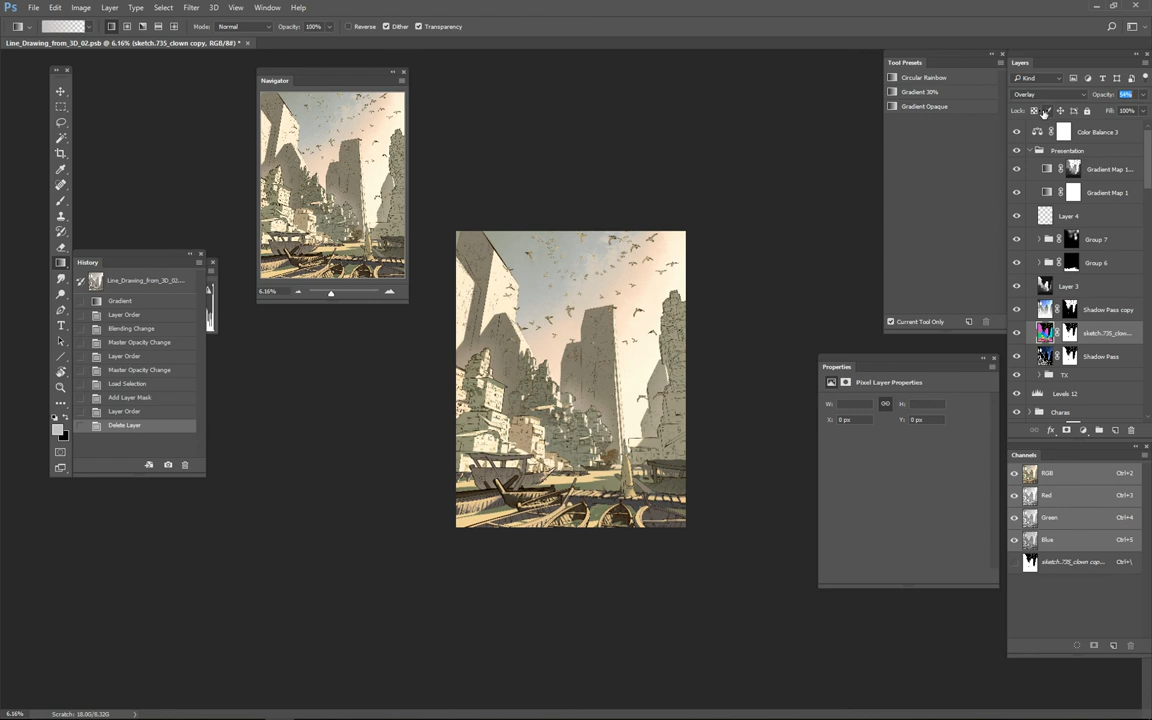 Ps File Edit Image Layer Type Select Filter 3D View Window Help
Mode: Normal Opacity: 100% Reverse Dither Transparency
Line_Drawing_from_3D_02.psb @ 6.16% (sketch.735_clown copy, RGB/8#) * ×
Navigator
6.16%
History
Line_Drawing_from_3D_02....
Gradient
Layer Order
Blending Change
Master Opacity Change
Layer Order
Master Opacity Change
Load Selection
Add Layer Mask
Layer Order
Delete Layer
Tool Presets
Circular Rainbow
Gradient 30%
Gradient Opaque
Current Tool Only
Properties
Pixel Layer Properties
W: H:
X: 0 px Y: 0 px
Layers
Kind
Overlay Opacity: 54%
Lock: Fill: 100%
Color Balance 3
Presentation
Gradient Map 1...
Gradient Map 1
Layer 4
Group 7
Group 6
Layer 3
Shadow Pass copy
sketch.735_clow...
Shadow Pass
TX
Levels 12
Charas
Channels
RGB Ctrl+2
Red Ctrl+3
Green Ctrl+4
Blue Ctrl+5
sketch.735_clown cop... Ctrl+\
6.16% Scratch: 18.0G/8.32G